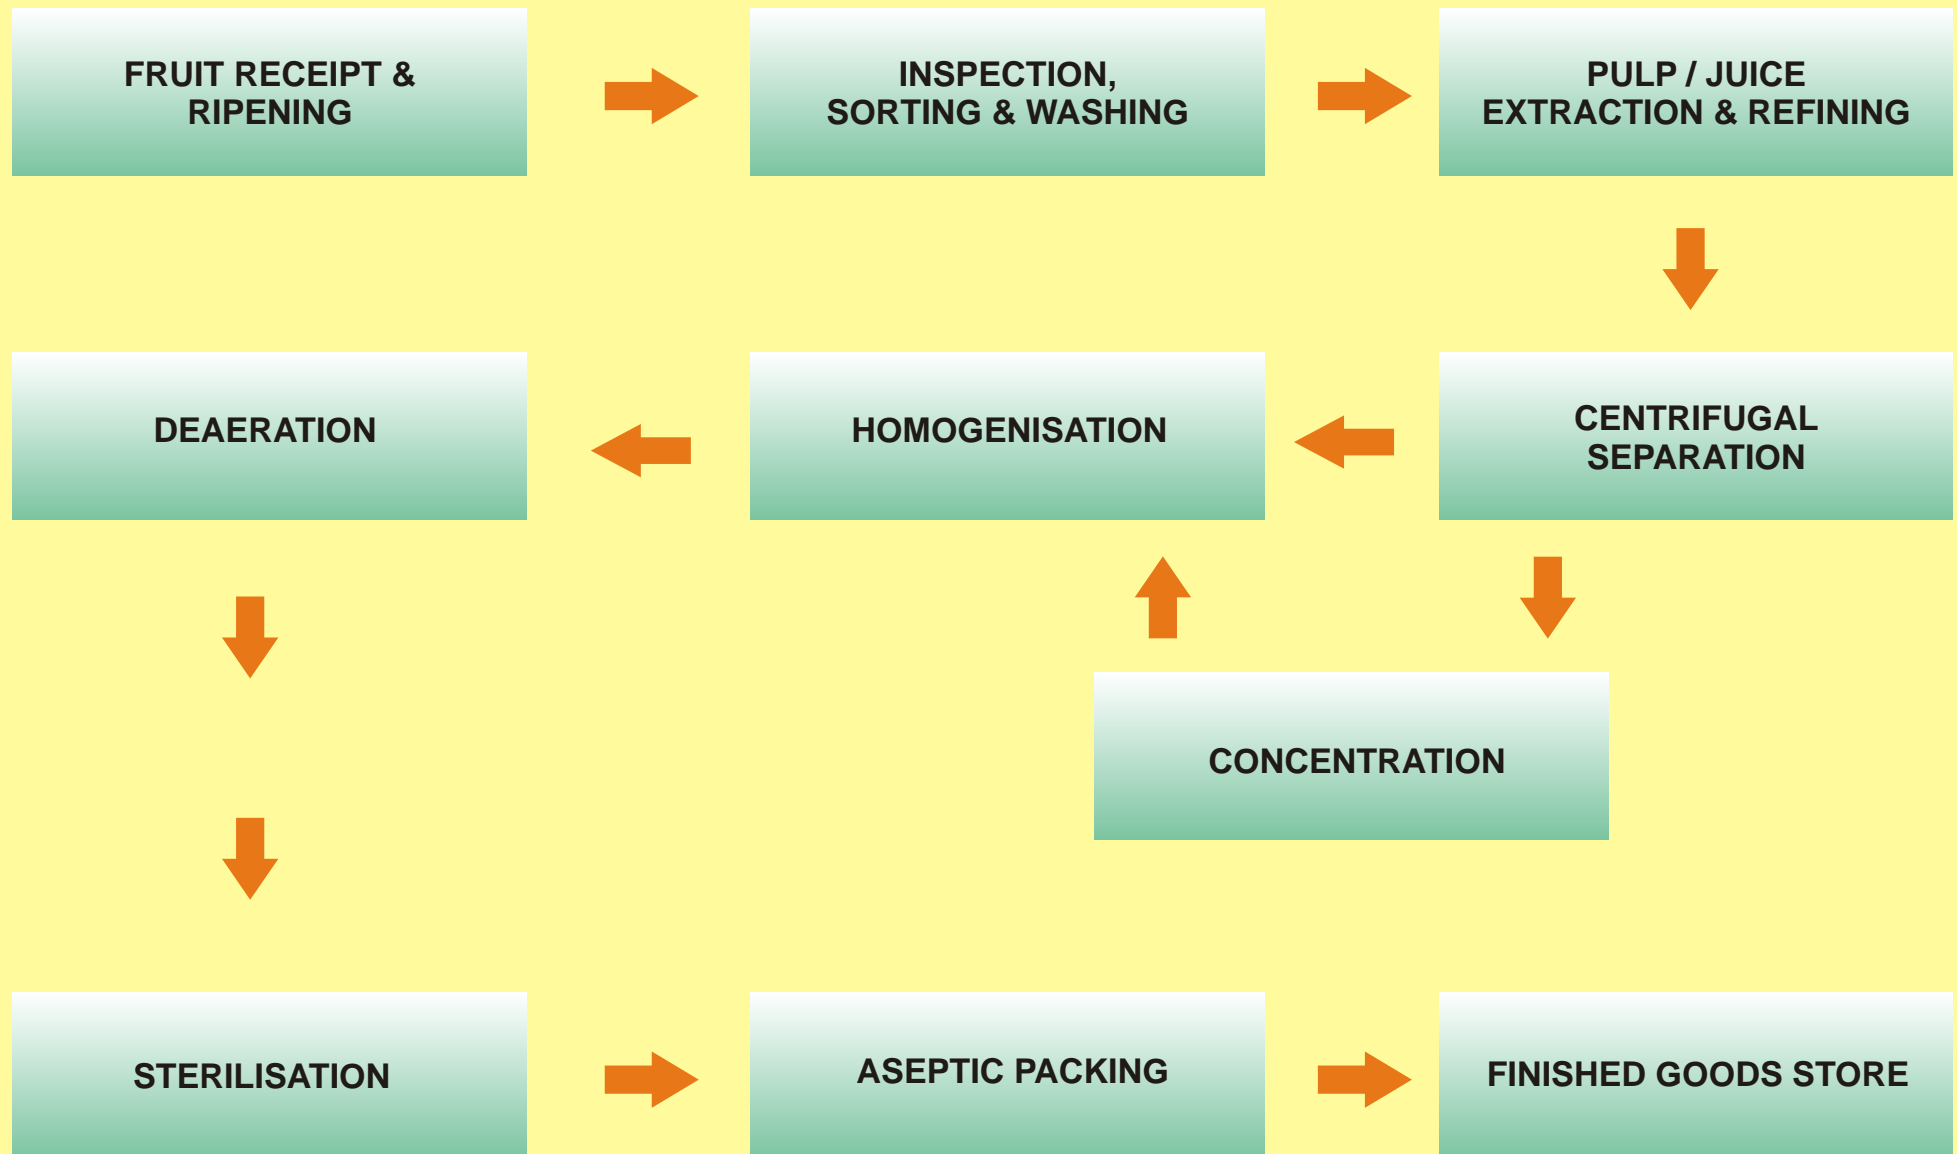 FRUIT RECEIPT &
RIPENING
INSPECTION,
SORTING & WASHING
PULP / JUICE
EXTRACTION & REFINING
DEAERATION
HOMOGENISATION
CENTRIFUGAL
SEPARATION
CONCENTRATION
STERILISATION
ASEPTIC PACKING
FINISHED GOODS STORE